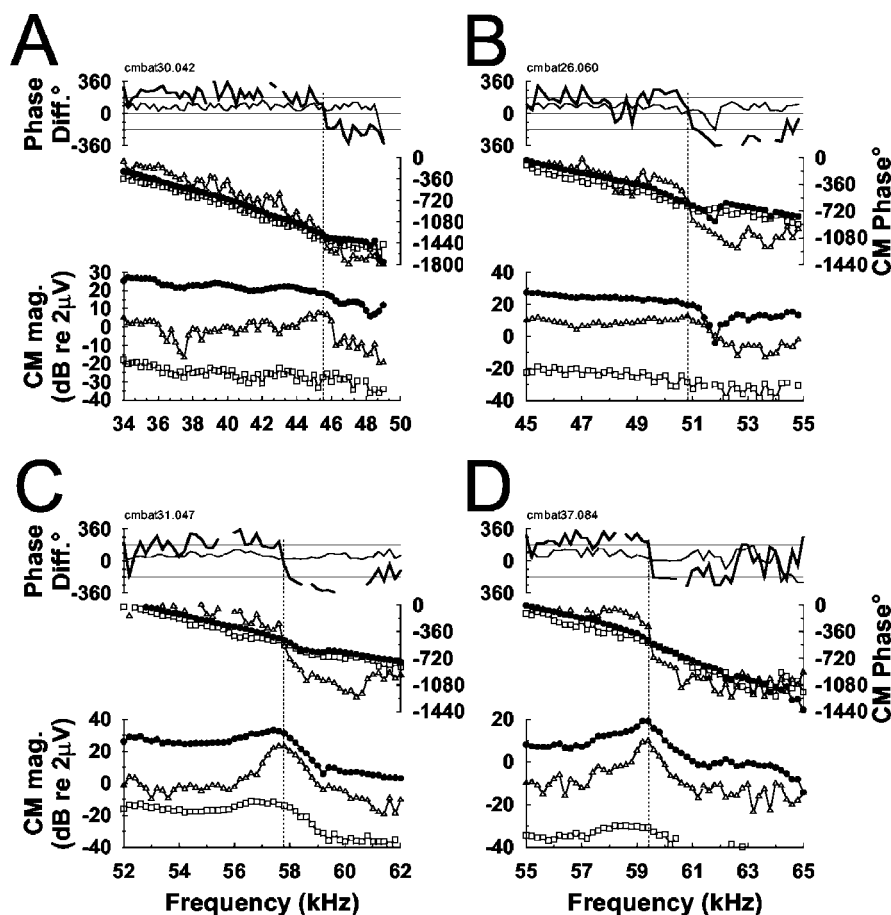 A
cmbat30.042
Phase
Diff.°
360
0
-360
0
-360
-720
-1080
-1440
-1800
CM mag.
(dB re 2μV)
30
20
10
0
-10
-20
-30
-40
34 36 38 40 42 44 46 48 50
B
cmbat26.060
360
0
-360
0
-360
-720
-1080
-1440
CM Phase°
40
20
0
-20
-40
45 47 49 51 53 55
C
cmbat31.047
Phase
Diff.°
360
0
-360
0
-360
-720
-1080
-1440
CM mag.
(dB re 2μV)
40
20
0
-20
-40
52 54 56 58 60 62
Frequency (kHz)
D
cmbat37.084
360
0
-360
0
-360
-720
-1080
-1440
CM Phase°
20
0
-20
-40
55 57 59 61 63 65
Frequency (kHz)